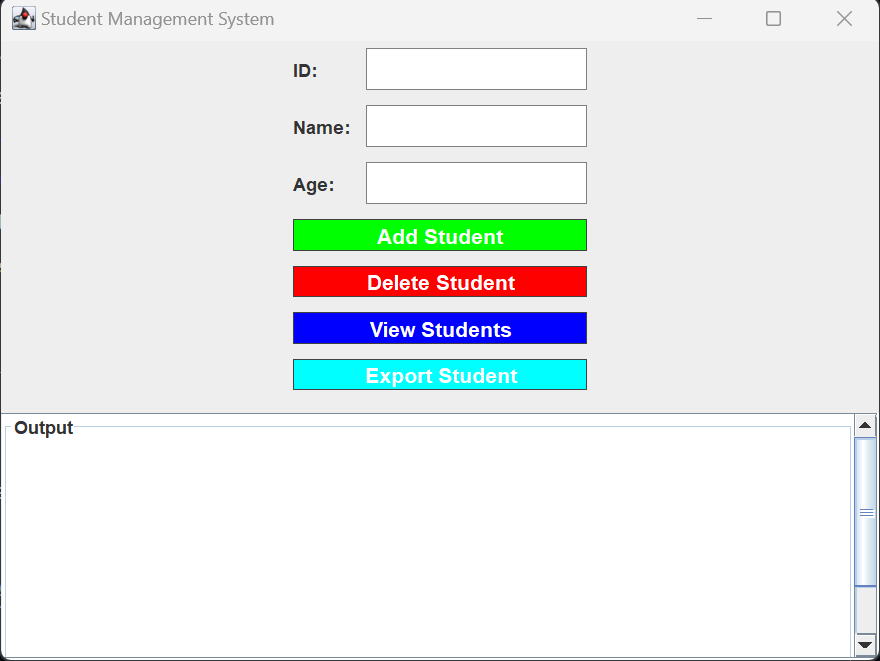 Student Management System
ID:
Name:
Age:
Add Student
Delete Student
View Students
Export Student
Output